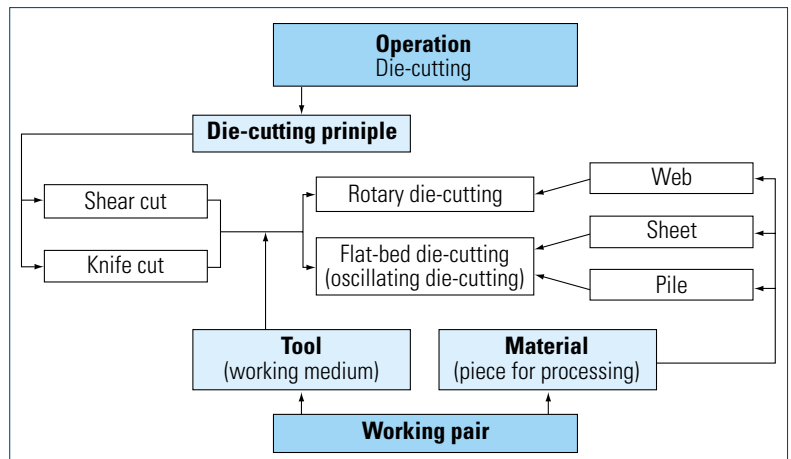 Operation
Die-cutting
Die-cutting priniple
Shear cut
Knife cut
Rotary die-cutting
Flat-bed die-cutting
(oscillating die-cutting)
Web
Sheet
Pile
Tool
(working medium)
Material
(piece for processing)
Working pair